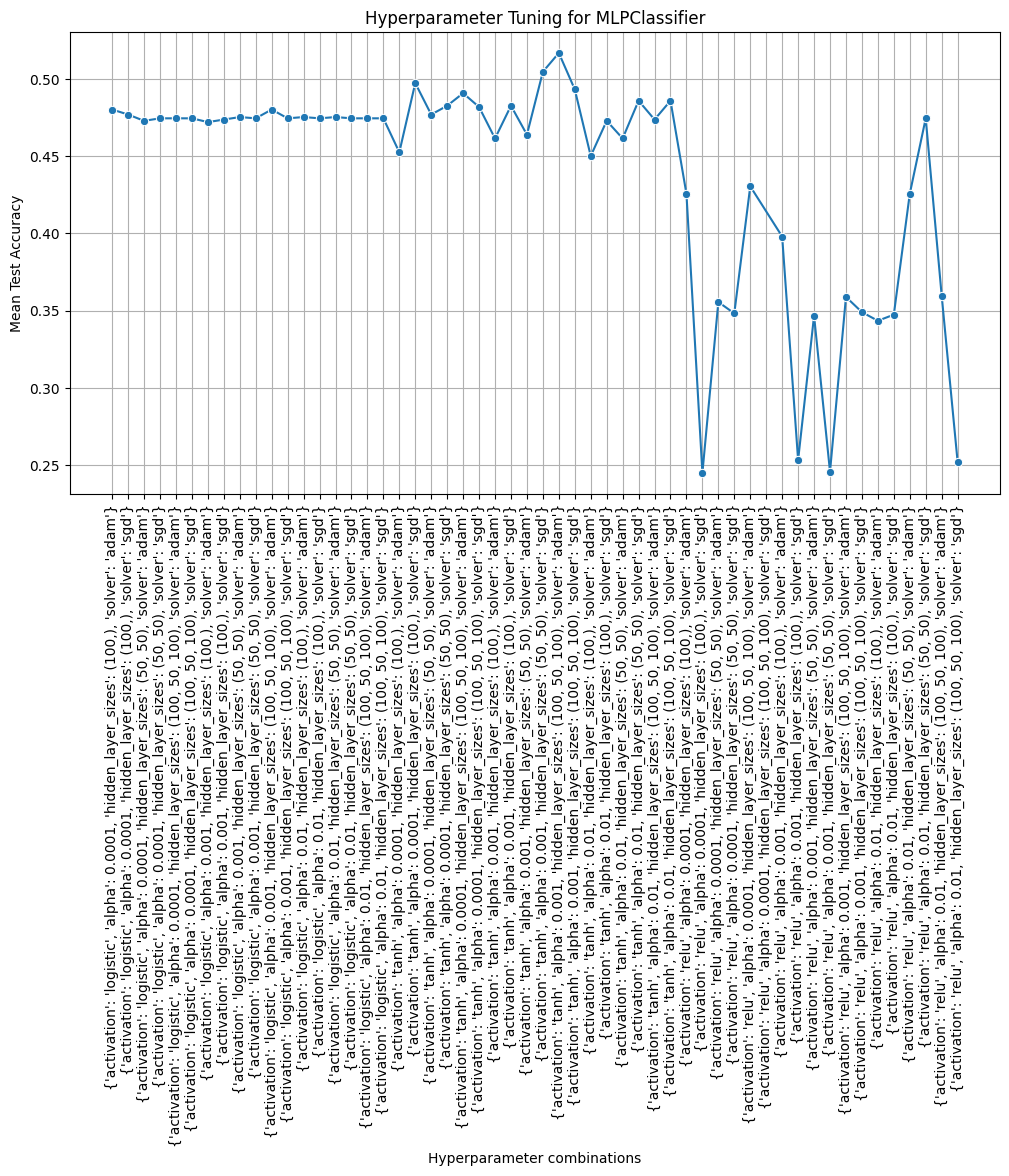 Hyperparameter Tuning for MLPClassifier
Mean Test Accuracy
0.50
0.45
0.40
0.35
0.30
0.25
{'activation': 'logistic', 'alpha': 0.0001, 'hidden_layer_sizes': (100,), 'solver': 'adam'}
{'activation': 'logistic', 'alpha': 0.0001, 'hidden_layer_sizes': (100,), 'solver': 'sgd'}
{'activation': 'logistic', 'alpha': 0.0001, 'hidden_layer_sizes': (50, 50), 'solver': 'adam'}
{'activation': 'logistic', 'alpha': 0.0001, 'hidden_layer_sizes': (50, 50), 'solver': 'sgd'}
{'activation': 'logistic', 'alpha': 0.0001, 'hidden_layer_sizes': (100, 50, 100), 'solver': 'adam'}
{'activation': 'logistic', 'alpha': 0.0001, 'hidden_layer_sizes': (100, 50, 100), 'solver': 'sgd'}
{'activation': 'logistic', 'alpha': 0.001, 'hidden_layer_sizes': (100,), 'solver': 'adam'}
{'activation': 'logistic', 'alpha': 0.001, 'hidden_layer_sizes': (100,), 'solver': 'sgd'}
{'activation': 'logistic', 'alpha': 0.001, 'hidden_layer_sizes': (50, 50), 'solver': 'adam'}
{'activation': 'logistic', 'alpha': 0.001, 'hidden_layer_sizes': (50, 50), 'solver': 'sgd'}
{'activation': 'logistic', 'alpha': 0.001, 'hidden_layer_sizes': (100, 50, 100), 'solver': 'adam'}
{'activation': 'logistic', 'alpha': 0.001, 'hidden_layer_sizes': (100, 50, 100), 'solver': 'sgd'}
{'activation': 'logistic', 'alpha': 0.01, 'hidden_layer_sizes': (100,), 'solver': 'adam'}
{'activation': 'logistic', 'alpha': 0.01, 'hidden_layer_sizes': (100,), 'solver': 'sgd'}
{'activation': 'logistic', 'alpha': 0.01, 'hidden_layer_sizes': (50, 50), 'solver': 'adam'}
{'activation': 'logistic', 'alpha': 0.01, 'hidden_layer_sizes': (50, 50), 'solver': 'sgd'}
{'activation': 'logistic', 'alpha': 0.01, 'hidden_layer_sizes': (100, 50, 100), 'solver': 'adam'}
{'activation': 'logistic', 'alpha': 0.01, 'hidden_layer_sizes': (100, 50, 100), 'solver': 'sgd'}
{'activation': 'tanh', 'alpha': 0.0001, 'hidden_layer_sizes': (100,), 'solver': 'adam'}
{'activation': 'tanh', 'alpha': 0.0001, 'hidden_layer_sizes': (100,), 'solver': 'sgd'}
{'activation': 'tanh', 'alpha': 0.0001, 'hidden_layer_sizes': (50, 50), 'solver': 'adam'}
{'activation': 'tanh', 'alpha': 0.0001, 'hidden_layer_sizes': (50, 50), 'solver': 'sgd'}
{'activation': 'tanh', 'alpha': 0.0001, 'hidden_layer_sizes': (100, 50, 100), 'solver': 'adam'}
{'activation': 'tanh', 'alpha': 0.0001, 'hidden_layer_sizes': (100, 50, 100), 'solver': 'sgd'}
{'activation': 'tanh', 'alpha': 0.001, 'hidden_layer_sizes': (100,), 'solver': 'adam'}
{'activation': 'tanh', 'alpha': 0.001, 'hidden_layer_sizes': (100,), 'solver': 'sgd'}
{'activation': 'tanh', 'alpha': 0.001, 'hidden_layer_sizes': (50, 50), 'solver': 'adam'}
{'activation': 'tanh', 'alpha': 0.001, 'hidden_layer_sizes': (50, 50), 'solver': 'sgd'}
{'activation': 'tanh', 'alpha': 0.001, 'hidden_layer_sizes': (100, 50, 100), 'solver': 'adam'}
{'activation': 'tanh', 'alpha': 0.001, 'hidden_layer_sizes': (100, 50, 100), 'solver': 'sgd'}
{'activation': 'tanh', 'alpha': 0.01, 'hidden_layer_sizes': (100,), 'solver': 'adam'}
{'activation': 'tanh', 'alpha': 0.01, 'hidden_layer_sizes': (100,), 'solver': 'sgd'}
{'activation': 'tanh', 'alpha': 0.01, 'hidden_layer_sizes': (50, 50), 'solver': 'adam'}
{'activation': 'tanh', 'alpha': 0.01, 'hidden_layer_sizes': (50, 50), 'solver': 'sgd'}
{'activation': 'tanh', 'alpha': 0.01, 'hidden_layer_sizes': (100, 50, 100), 'solver': 'adam'}
{'activation': 'tanh', 'alpha': 0.01, 'hidden_layer_sizes': (100, 50, 100), 'solver': 'sgd'}
{'activation': 'relu', 'alpha': 0.0001, 'hidden_layer_sizes': (100,), 'solver': 'adam'}
{'activation': 'relu', 'alpha': 0.0001, 'hidden_layer_sizes': (100,), 'solver': 'sgd'}
{'activation': 'relu', 'alpha': 0.0001, 'hidden_layer_sizes': (50, 50), 'solver': 'adam'}
{'activation': 'relu', 'alpha': 0.0001, 'hidden_layer_sizes': (50, 50), 'solver': 'sgd'}
{'activation': 'relu', 'alpha': 0.0001, 'hidden_layer_sizes': (100, 50, 100), 'solver': 'adam'}
{'activation': 'relu', 'alpha': 0.0001, 'hidden_layer_sizes': (100, 50, 100), 'solver': 'sgd'}
{'activation': 'relu', 'alpha': 0.001, 'hidden_layer_sizes': (100,), 'solver': 'adam'}
{'activation': 'relu', 'alpha': 0.001, 'hidden_layer_sizes': (100,), 'solver': 'sgd'}
{'activation': 'relu', 'alpha': 0.001, 'hidden_layer_sizes': (50, 50), 'solver': 'adam'}
{'activation': 'relu', 'alpha': 0.001, 'hidden_layer_sizes': (50, 50), 'solver': 'sgd'}
{'activation': 'relu', 'alpha': 0.001, 'hidden_layer_sizes': (100, 50, 100), 'solver': 'adam'}
{'activation': 'relu', 'alpha': 0.001, 'hidden_layer_sizes': (100, 50, 100), 'solver': 'sgd'}
{'activation': 'relu', 'alpha': 0.01, 'hidden_layer_sizes': (100,), 'solver': 'adam'}
{'activation': 'relu', 'alpha': 0.01, 'hidden_layer_sizes': (100,), 'solver': 'sgd'}
{'activation': 'relu', 'alpha': 0.01, 'hidden_layer_sizes': (50, 50), 'solver': 'adam'}
{'activation': 'relu', 'alpha': 0.01, 'hidden_layer_sizes': (50, 50), 'solver': 'sgd'}
{'activation': 'relu', 'alpha': 0.01, 'hidden_layer_sizes': (100, 50, 100), 'solver': 'adam'}
{'activation': 'relu', 'alpha': 0.01, 'hidden_layer_sizes': (100, 50, 100), 'solver': 'sgd'}
Hyperparameter combinations